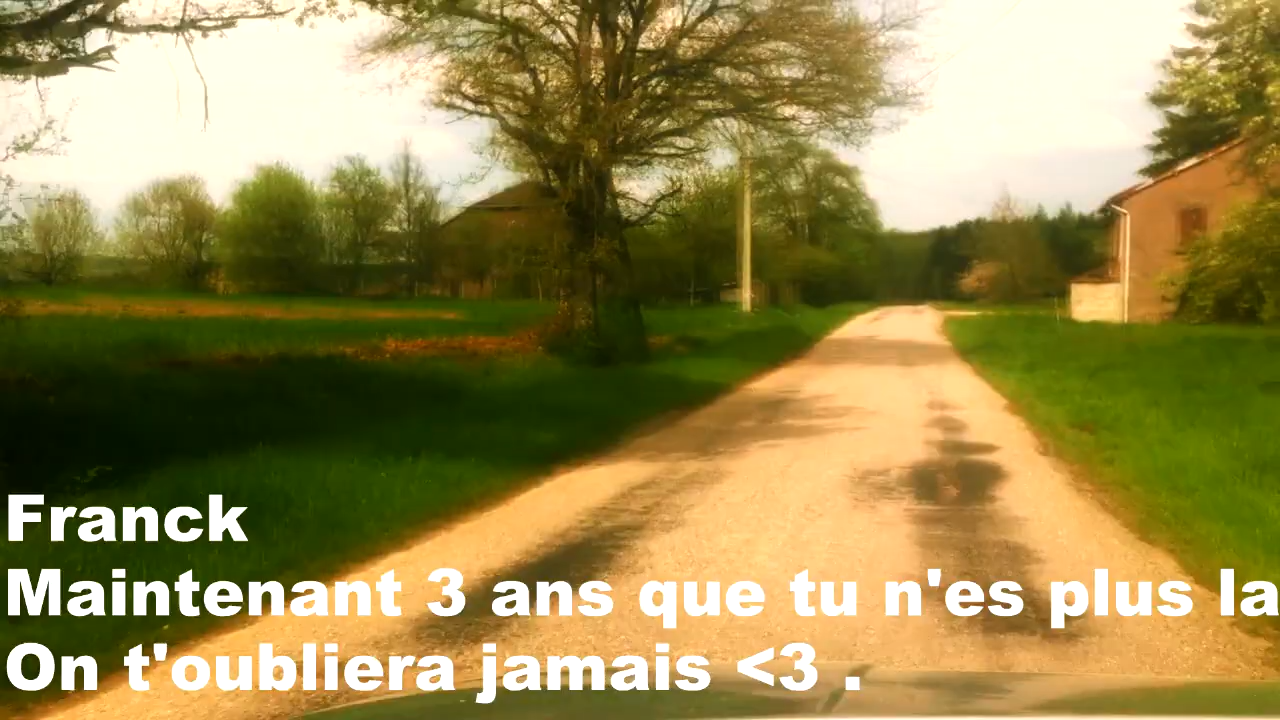 Franck
Maintenant 3 ans que tu n'es plus la
On t'oubliera jamais <3 .